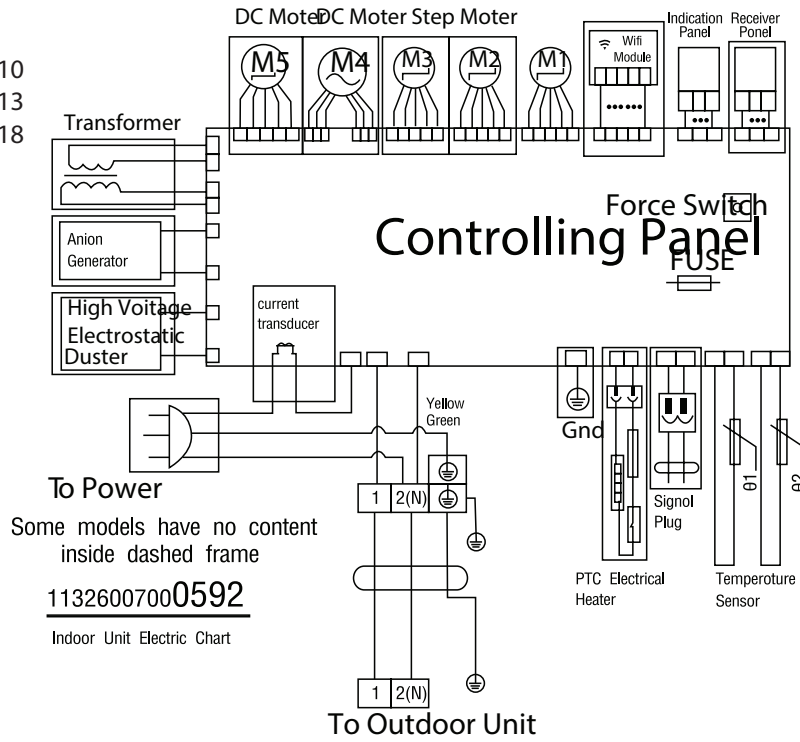 DC Moter DC Moter Step Moter
Indication Receiver
Panel Ponel
M5 M4 M3 M2 M1
Wifi
Module
10
13
18
Transformer
Force Switch
Controlling Panel
FUSE
Anion
Generator
High Voitage
Electrostatic
Duster
current
transducer
Yellow
Green
Gnd
To Power
1 2(N)
Signol
Plug
θ1 θ2
Some models have no content
inside dashed frame
11326007000592
Indoor Unit Electric Chart
PTC Electrical
Heater
Temperoture
Sensor
1 2(N)
To Outdoor Unit